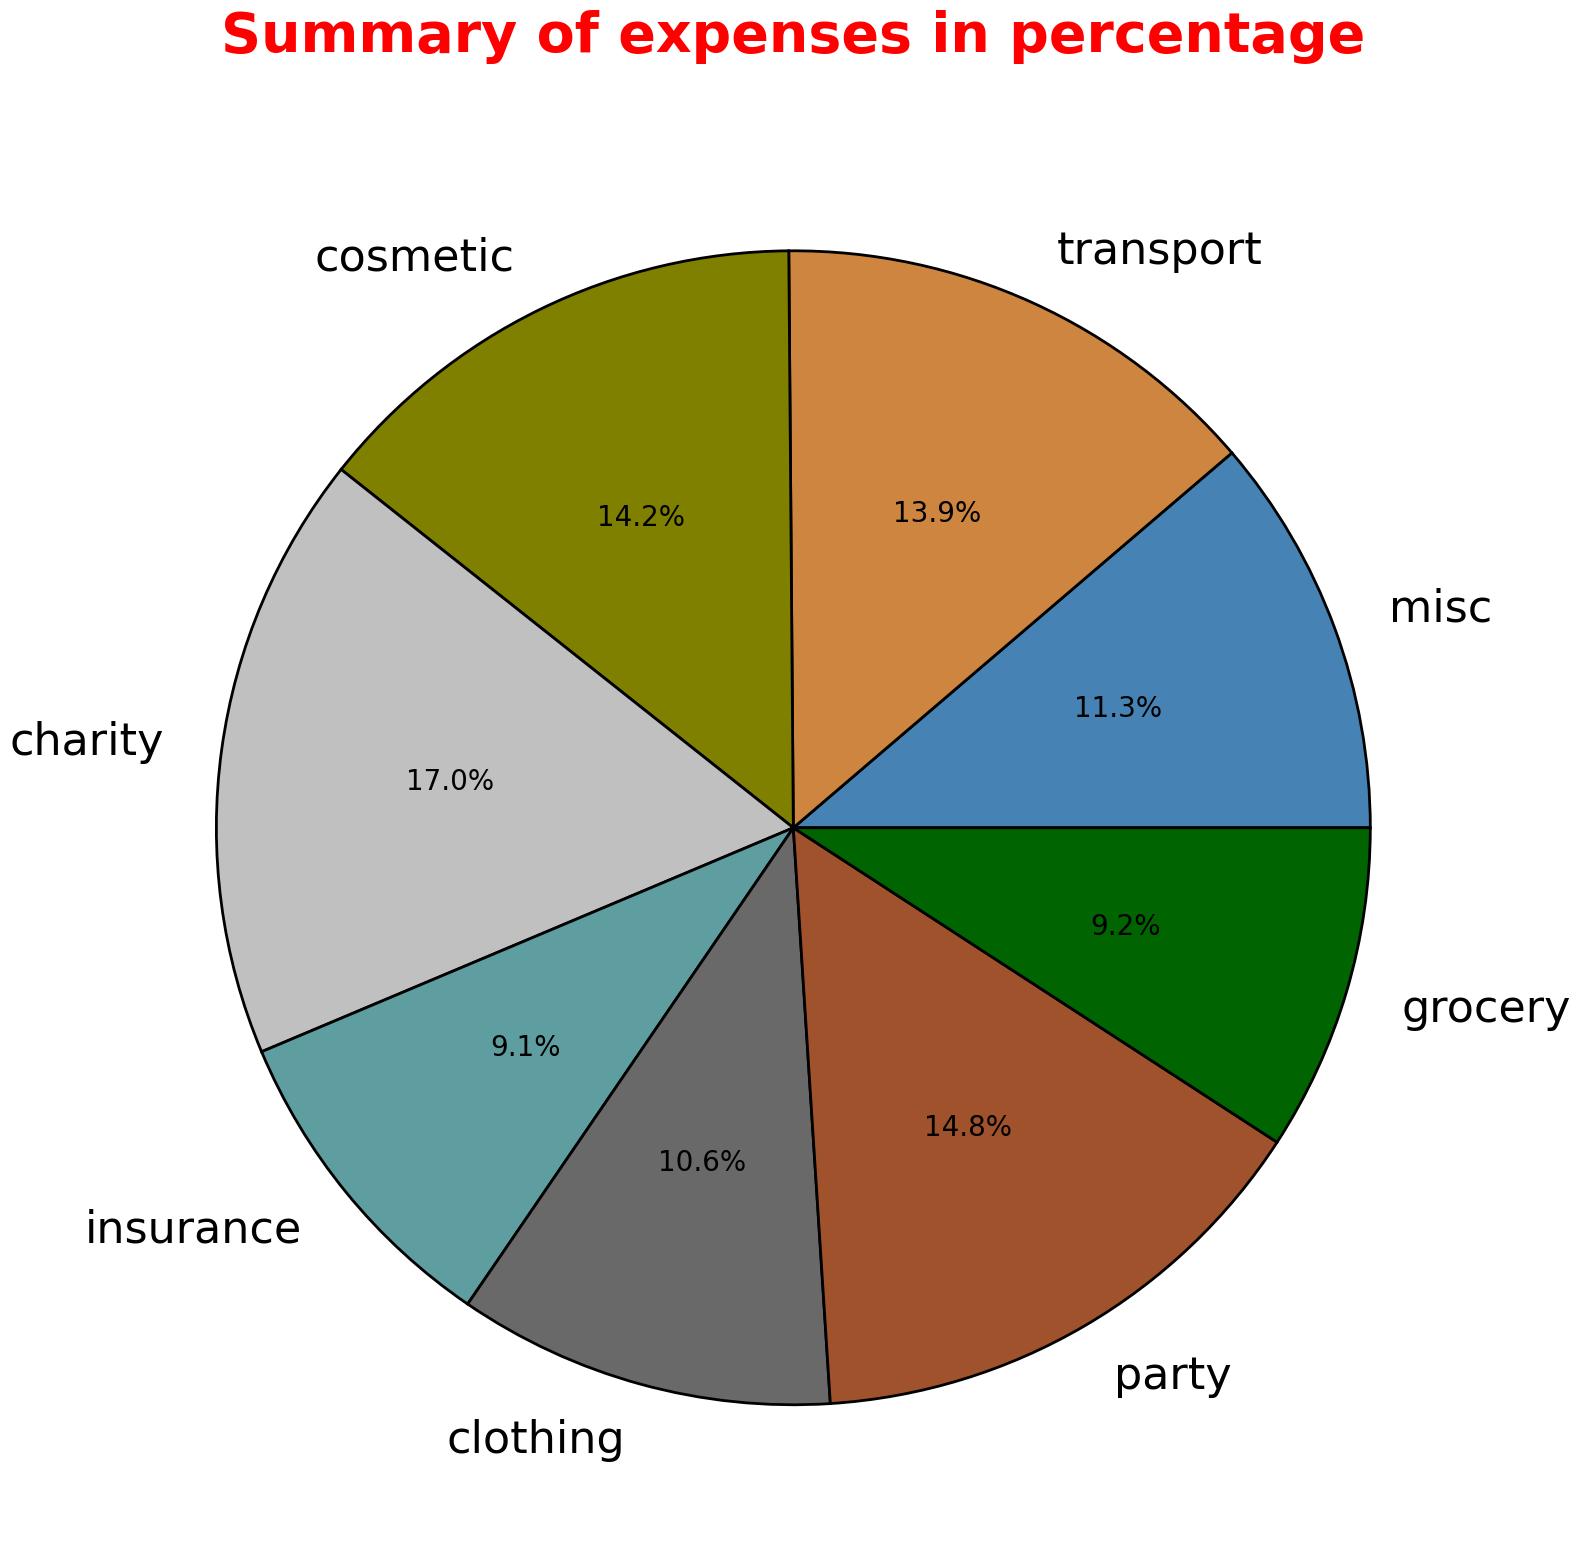 Summary of expenses in percentage
cosmetic
transport
14.2%
13.9%
misc
11.3%
charity
17.0%
9.2%
grocery
9.1%
14.8%
10.6%
insurance
party
clothing